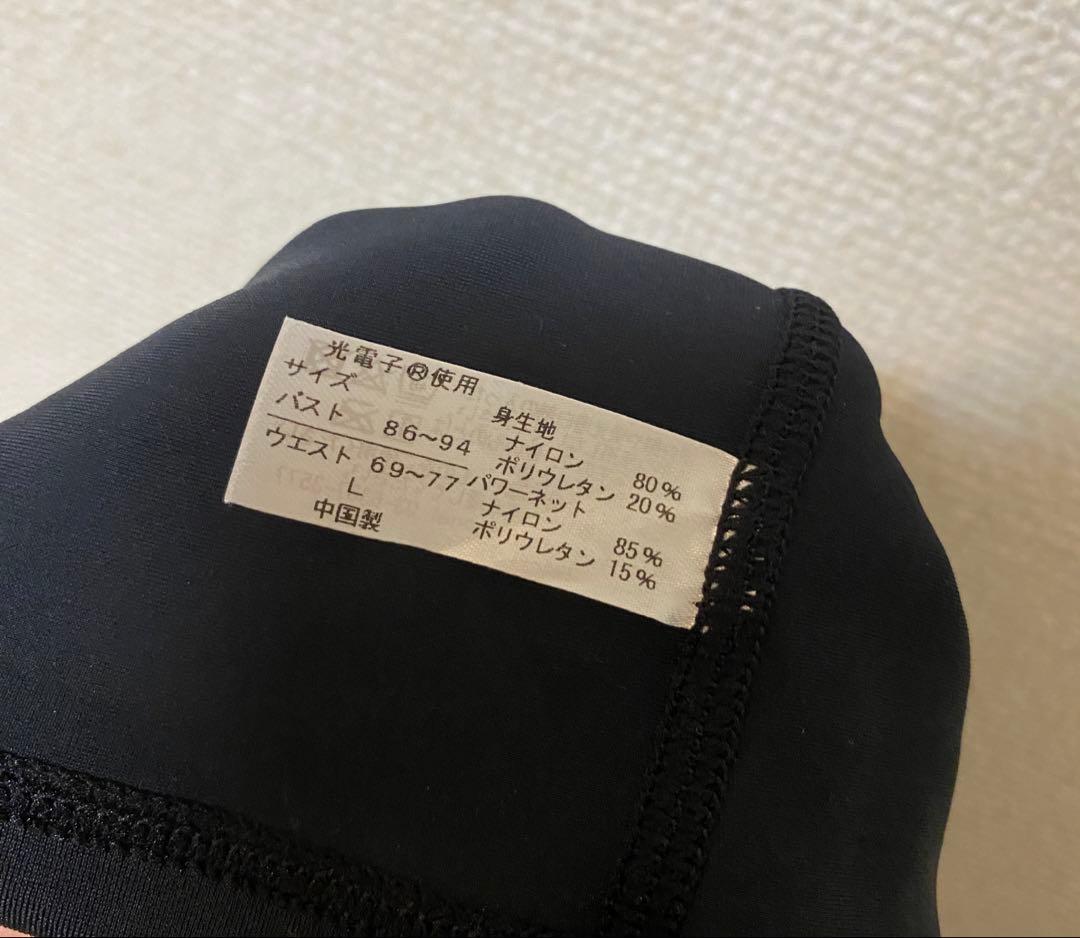 光電子®使用
サイズ
バスト 86~94
ウエスト 69~77
L
中国製
身生地
ナイロン 80%
ポリウレタン 20%
パワーネット
ナイロン 85%
ポリウレタン 15%